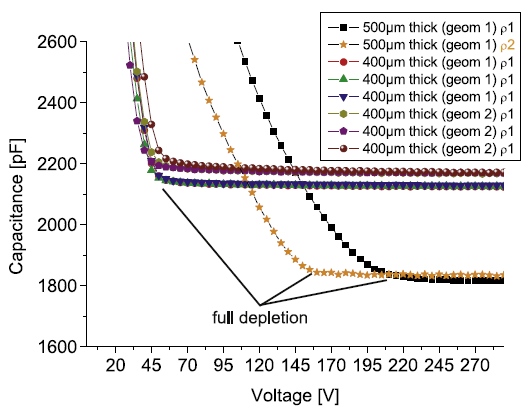 500μm thick (geom 1) ρ1
500μm thick (geom 1) ρ2
400μm thick (geom 1) ρ1
400μm thick (geom 1) ρ1
400μm thick (geom 1) ρ1
400μm thick (geom 2) ρ1
400μm thick (geom 2) ρ1
400μm thick (geom 2) ρ1
2600
2400
2200
2000
1800
1600
Capacitance [pF]
full depletion
20 45 70 95 120 145 170 195 220 245 270
Voltage [V]